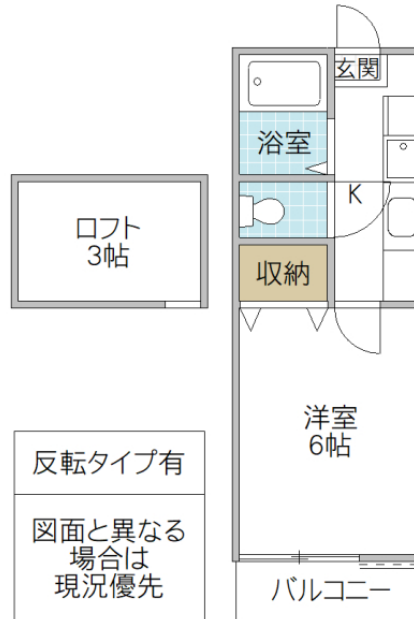 玄関
浴室
K
ロフト
3帖
収納
洋室
6帖
反転タイプ有
図面と異なる
場合は
現況優先
バルコニー